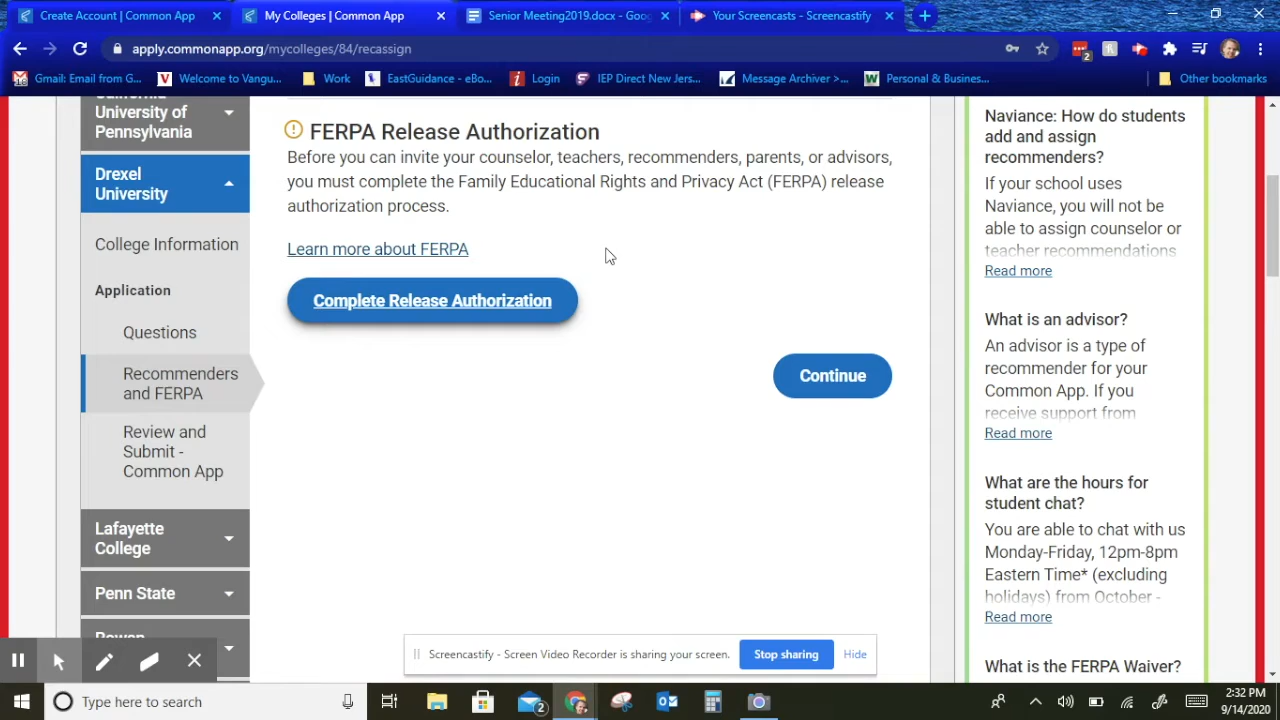 Create Account | Common App
My Colleges | Common App
Senior Meeting2019.docx - Goo
Your Screencasts - Screencastify
apply.commonapp.org/mycolleges/84/recassign
2
Gmail: Email from G...
Welcome to Vangu...
Work
EastGuidance - eBo...
Login
IEP Direct New Jers...
Message Archiver >...
Personal & Busines...
Other bookmarks
University of
Pennsylvania
Drexel
University
College Information
Application
Questions
Recommenders
and FERPA
Review and
Submit -
Common App
Lafayette
College
Penn State
Rowan
FERPA Release Authorization
Before you can invite your counselor, teachers, recommenders, parents, or advisors,
you must complete the Family Educational Rights and Privacy Act (FERPA) release
authorization process.
Learn more about FERPA
Complete Release Authorization
Continue
Naviance: How do students
add and assign
recommenders?
If your school uses
Naviance, you will not be
able to assign counselor or
teacher recommendations
Read more
What is an advisor?
An advisor is a type of
recommender for your
Common App. If you
receive support from
Read more
What are the hours for
student chat?
You are able to chat with us
Monday-Friday, 12pm-8pm
Eastern Time* (excluding
holidays) from October -
Read more
What is the FERPA Waiver?
Screencastify - Screen Video Recorder is sharing your screen.
Stop sharing
Hide
Type here to search
2
2:32 PM
9/14/2020